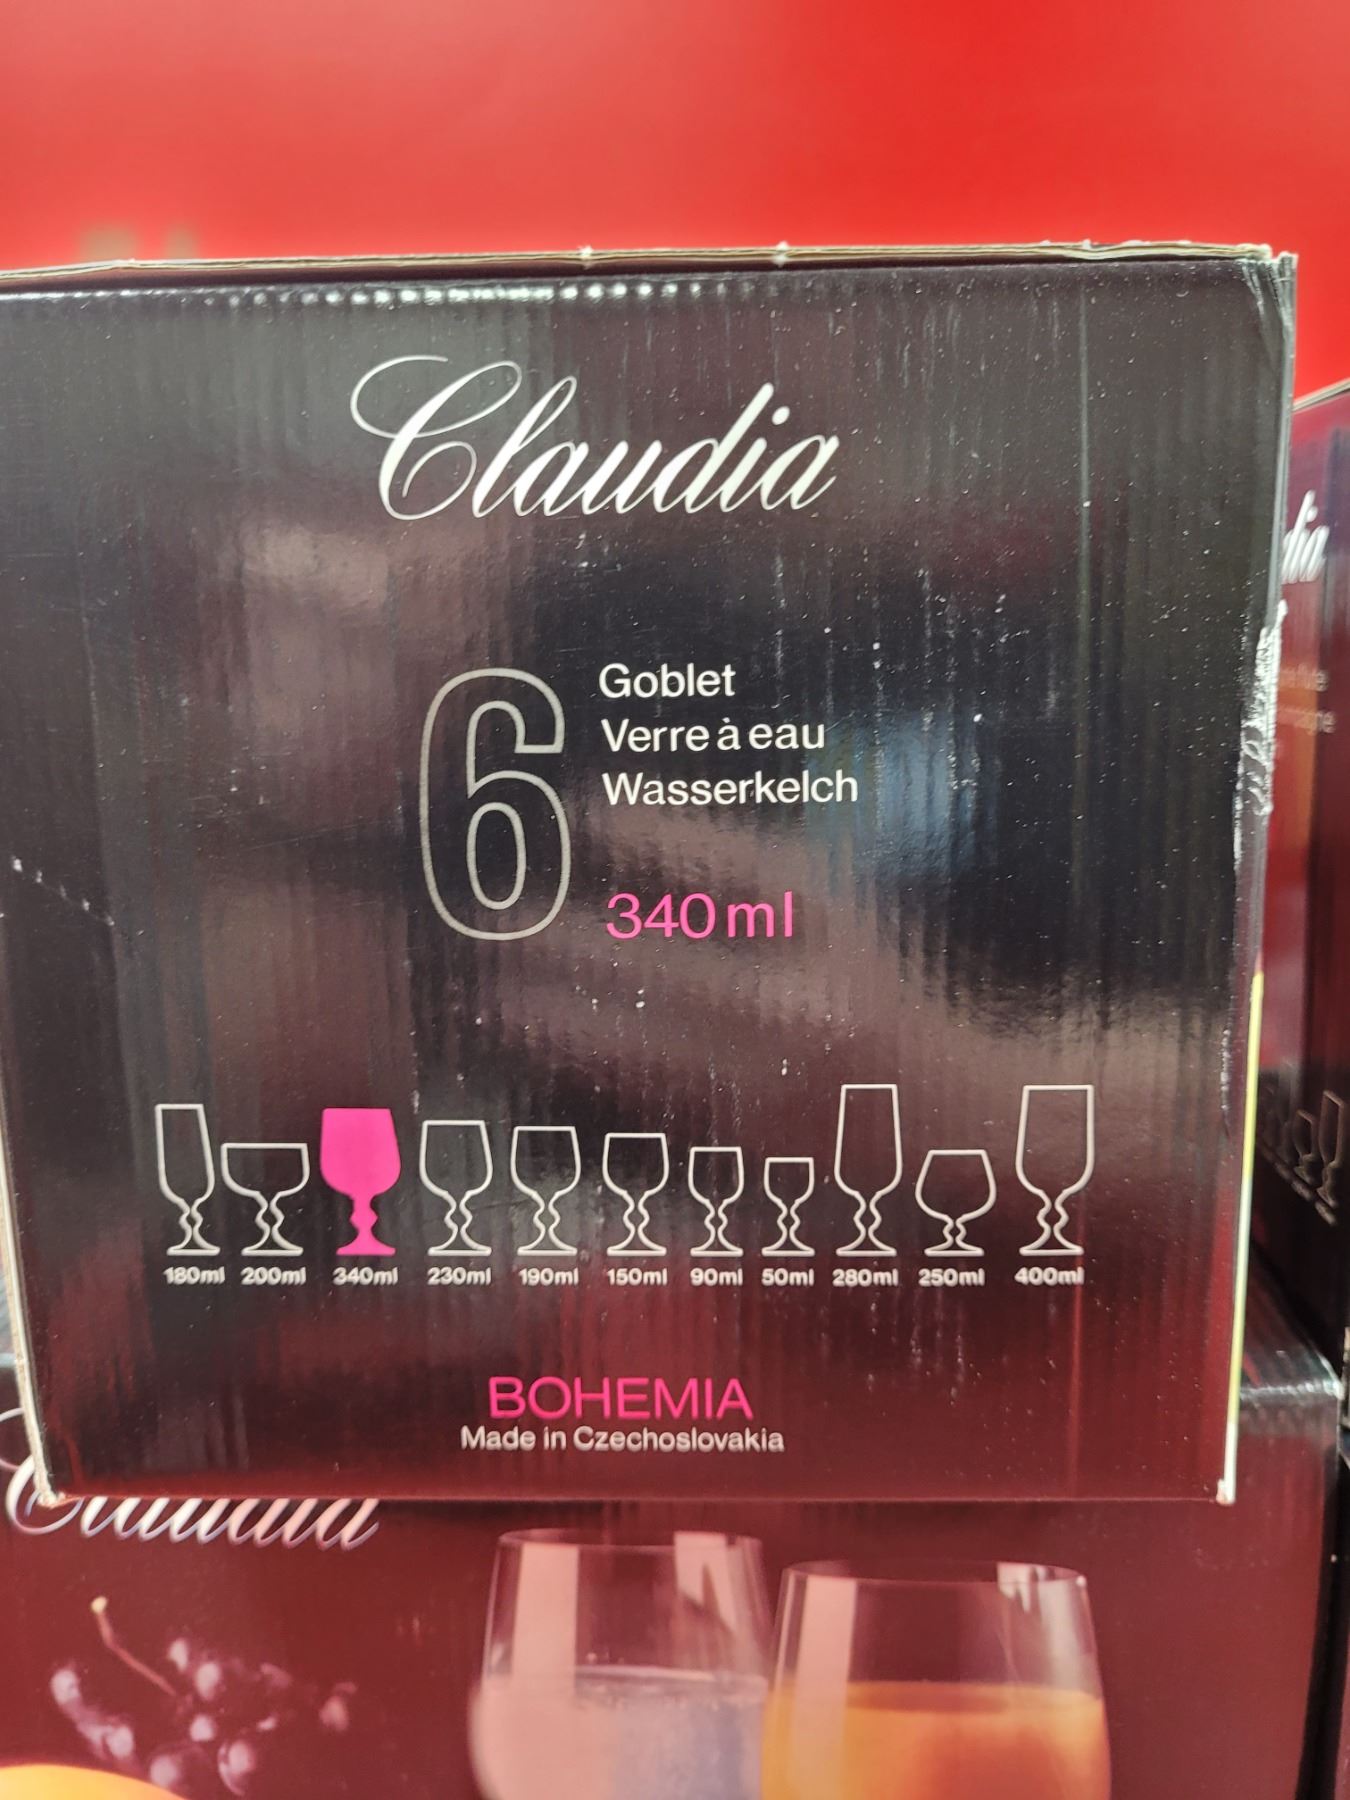 Claudia
6
Goblet
Verre à eau
Wasserkelch
340ml
180ml 200ml 340ml 230ml 190ml 150ml 90ml 50ml 280ml 250ml 400ml
BOHEMIA
Made in Czechoslovakia
Claudia